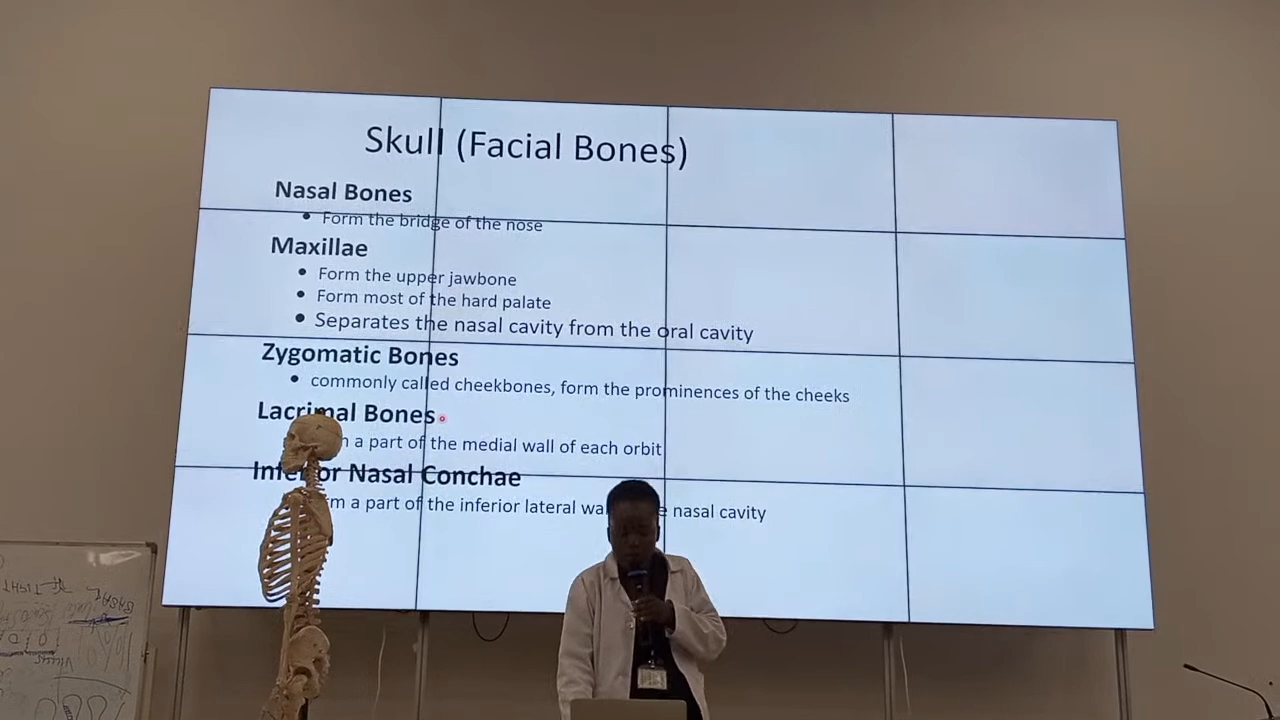 Skull (Facial Bones)
Nasal Bones
• Form the bridge of the nose
Maxillae
• Form the upper jawbone
• Form most of the hard palate
• Separates the nasal cavity from the oral cavity
Zygomatic Bones
• commonly called cheekbones, form the prominences of the cheeks
Lacrimal Bones
a part of the medial wall of each orbit
Inferior Nasal Conchae
a part of the inferior lateral nasal cavity